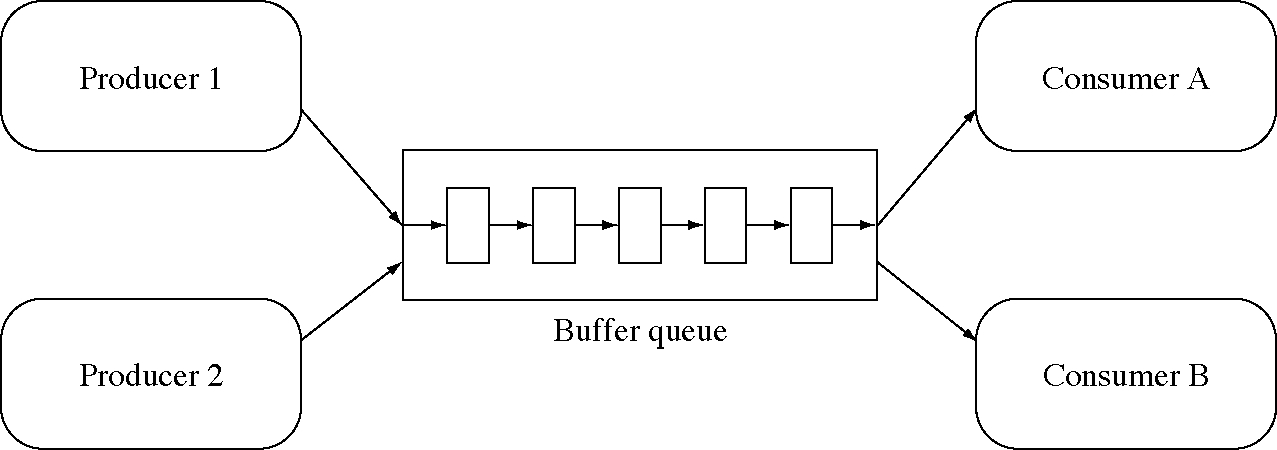 Producer 1
Consumer A
Buffer queue
Producer 2
Consumer B